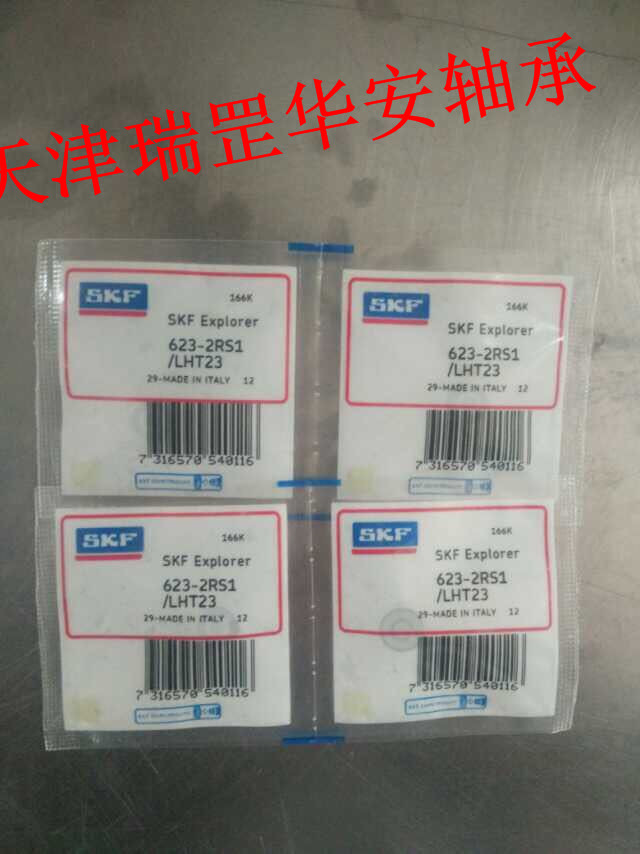 天津瑞罡华安轴承
SKF
166K
SKF Explorer
623-2RS1
/LHT23
29-MADE IN ITALY 12
7 316570 540116
SKF
166K
SKF Explorer
623-2RS1
/LHT23
29-MADE IN ITALY 12
7 316570 540116
SKF
166K
SKF Explorer
623-2RS1
/LHT23
29-MADE IN ITALY 12
7 316570 540116
SKF
166K
SKF Explorer
623-2RS1
/LHT23
29-MADE IN ITALY 12
7 316570 540116